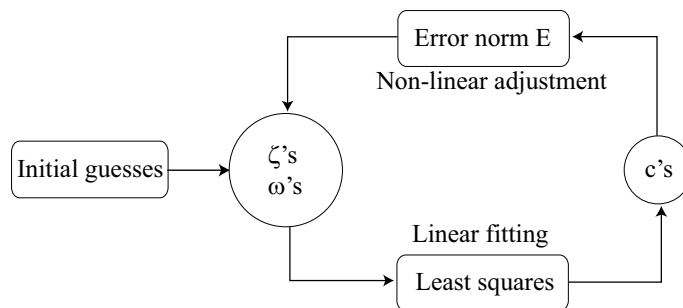 Error norm E
Non-linear adjustment
Initial guesses
ζ's
ω's
c's
Linear fitting
Least squares